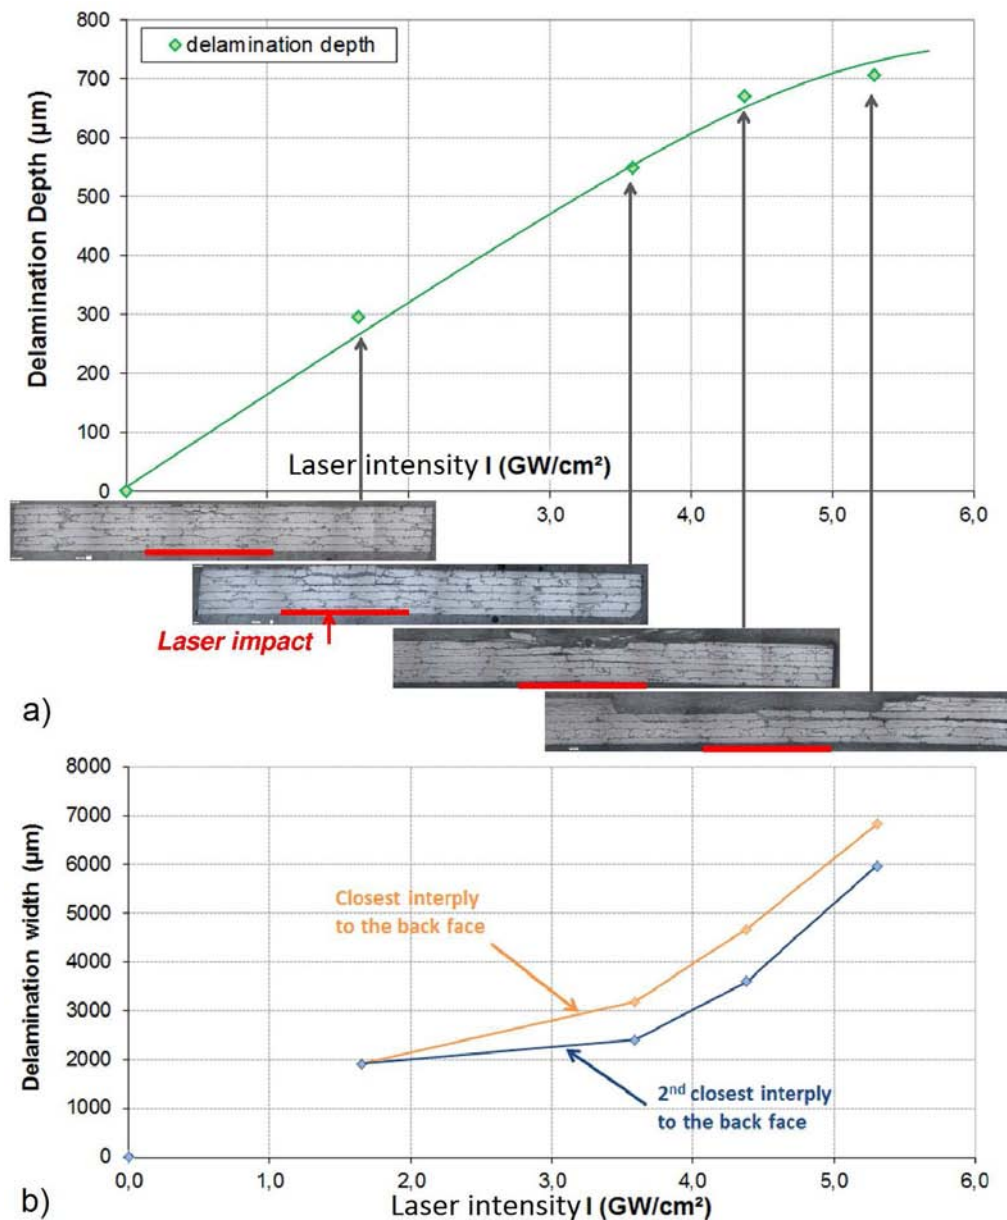 800
delamination depth
700
600
500
400
300
200
100
0
Delamination Depth (µm)
Laser intensity I (GW/cm²)
3,0
4,0
5,0
6,0
Laser impact
a)
8000
7000
6000
5000
4000
3000
2000
1000
0
Delamination width (µm)
Closest interply
to the back face
2nd closest interply
to the back face
0,0
1,0
2,0
3,0
4,0
5,0
6,0
Laser intensity I (GW/cm²)
b)